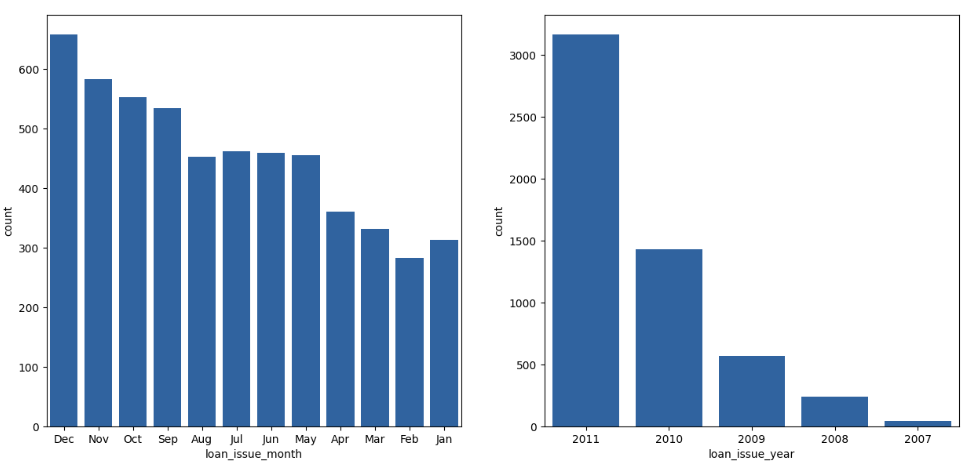 600
500
400
300
200
100
0
count
Dec Nov Oct Sep Aug Jul Jun May Apr Mar Feb Jan
loan_issue_month
3000
2500
2000
1500
1000
500
0
count
2011 2010 2009 2008 2007
loan_issue_year